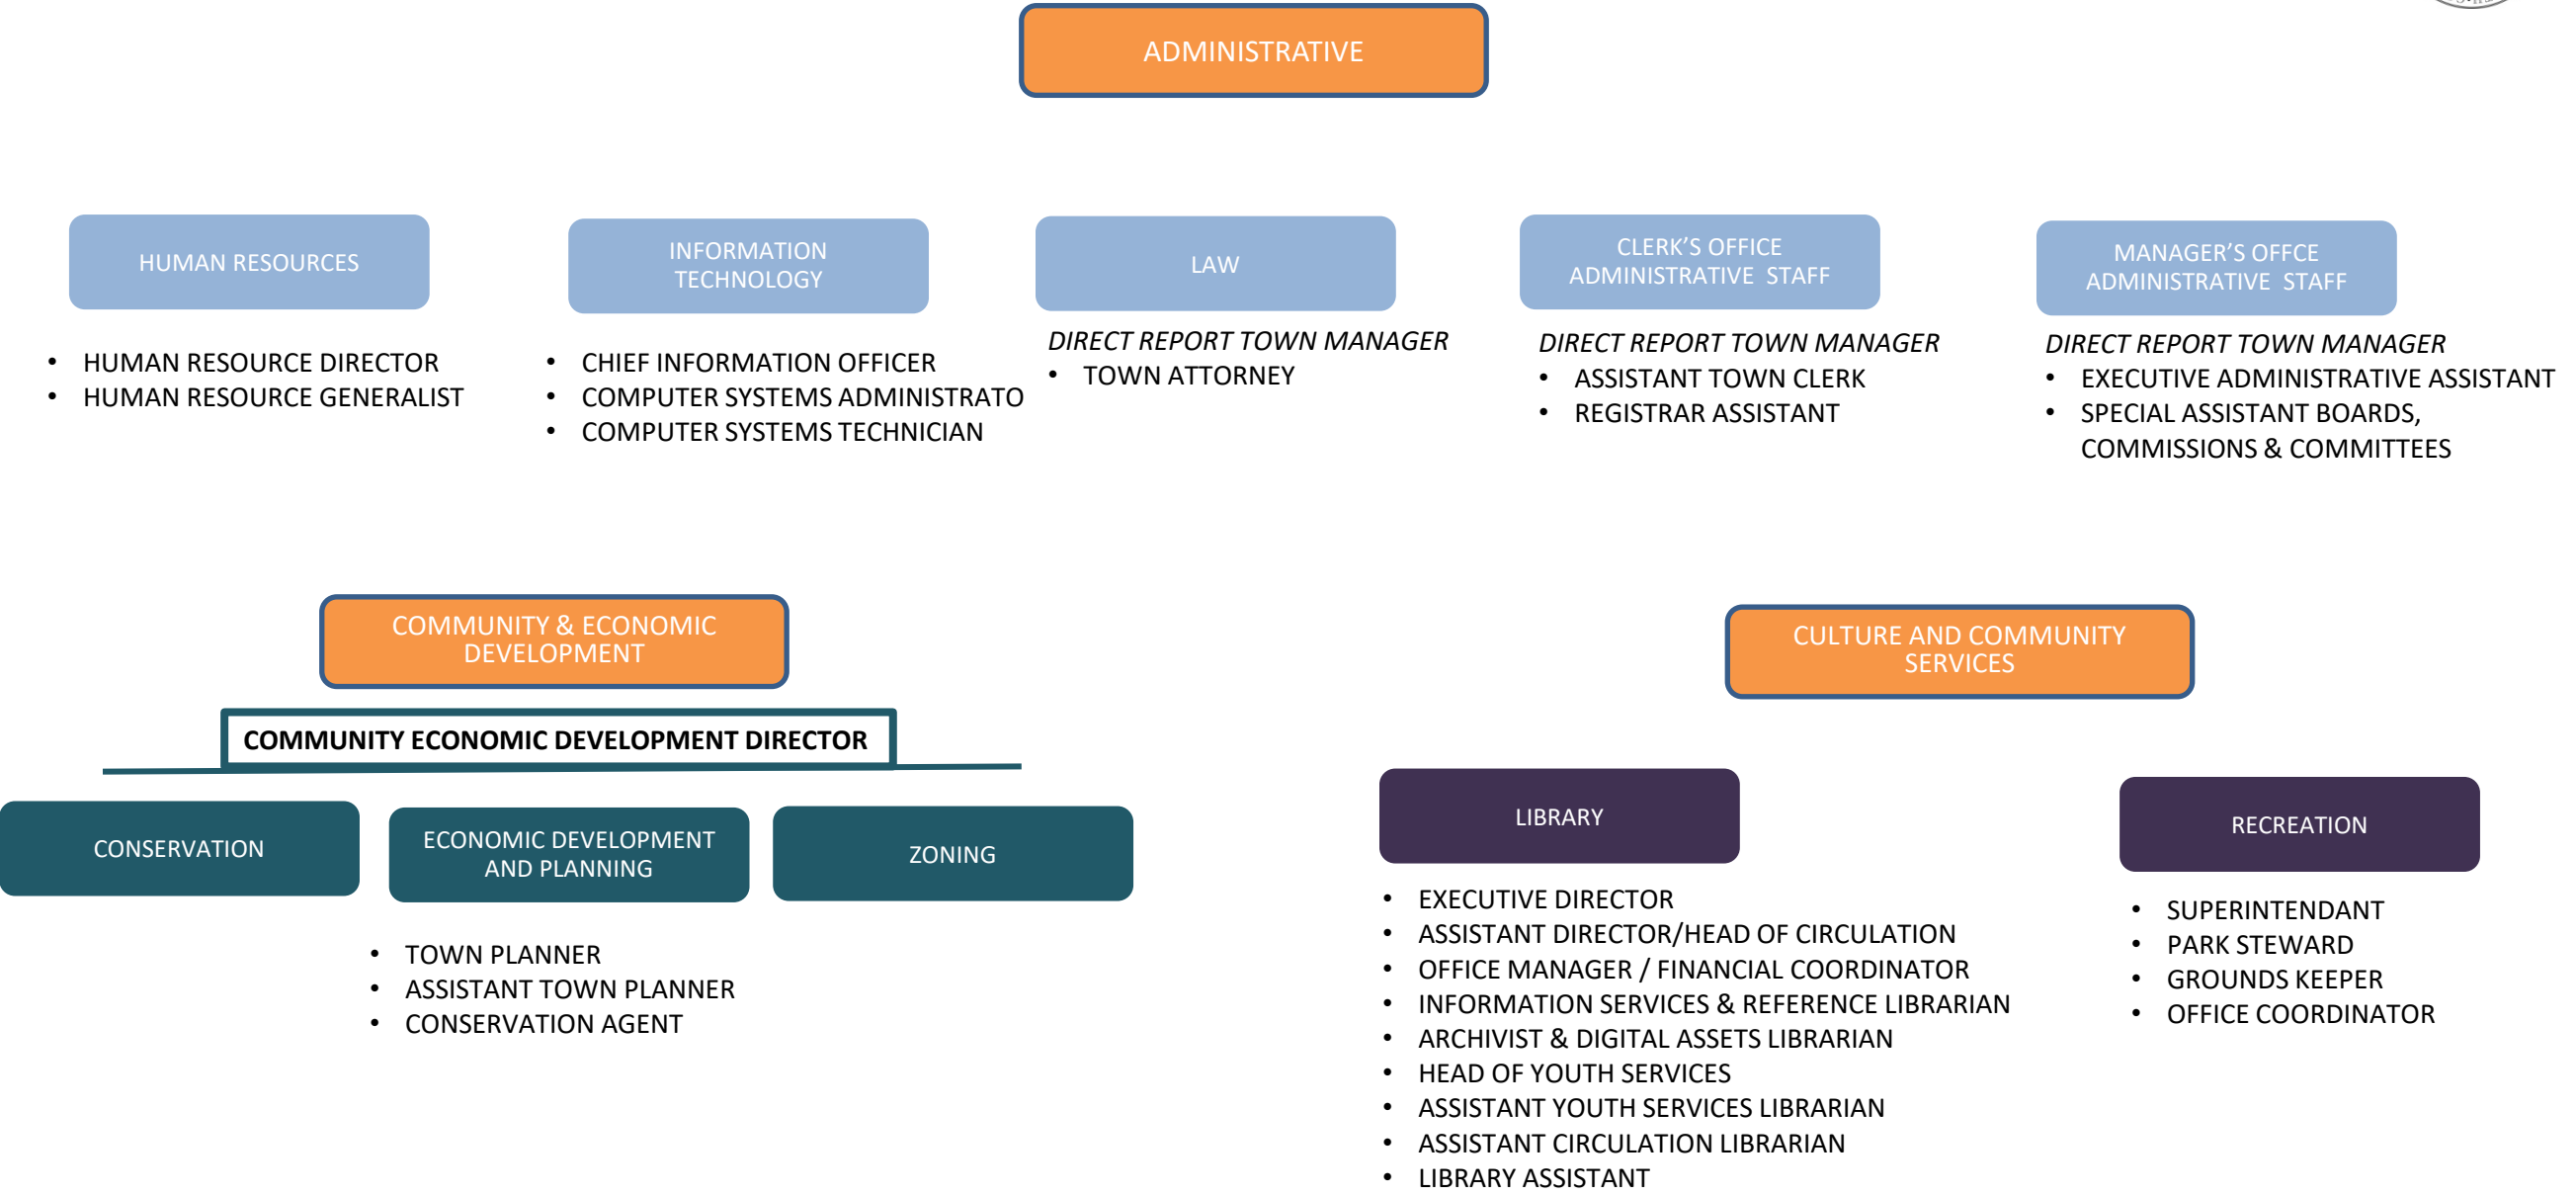 ADMINISTRATIVE
HUMAN RESOURCES
• HUMAN RESOURCE DIRECTOR
• HUMAN RESOURCE GENERALIST
INFORMATION
TECHNOLOGY
• CHIEF INFORMATION OFFICER
• COMPUTER SYSTEMS ADMINISTRATO
• COMPUTER SYSTEMS TECHNICIAN
LAW
DIRECT REPORT TOWN MANAGER
• TOWN ATTORNEY
CLERK’S OFFICE
ADMINISTRATIVE STAFF
DIRECT REPORT TOWN MANAGER
• ASSISTANT TOWN CLERK
• REGISTRAR ASSISTANT
MANAGER’S OFFCE
ADMINISTRATIVE STAFF
DIRECT REPORT TOWN MANAGER
• EXECUTIVE ADMINISTRATIVE ASSISTANT
• SPECIAL ASSISTANT BOARDS,
COMMISSIONS & COMMITTEES
COMMUNITY & ECONOMIC
DEVELOPMENT
COMMUNITY ECONOMIC DEVELOPMENT DIRECTOR
CONSERVATION
ECONOMIC DEVELOPMENT
AND PLANNING
ZONING
• TOWN PLANNER
• ASSISTANT TOWN PLANNER
• CONSERVATION AGENT
CULTURE AND COMMUNITY
SERVICES
LIBRARY
• EXECUTIVE DIRECTOR
• ASSISTANT DIRECTOR/HEAD OF CIRCULATION
• OFFICE MANAGER / FINANCIAL COORDINATOR
• INFORMATION SERVICES & REFERENCE LIBRARIAN
• ARCHIVIST & DIGITAL ASSETS LIBRARIAN
• HEAD OF YOUTH SERVICES
• ASSISTANT YOUTH SERVICES LIBRARIAN
• ASSISTANT CIRCULATION LIBRARIAN
• LIBRARY ASSISTANT
RECREATION
• SUPERINTENDANT
• PARK STEWARD
• GROUNDS KEEPER
• OFFICE COORDINATOR